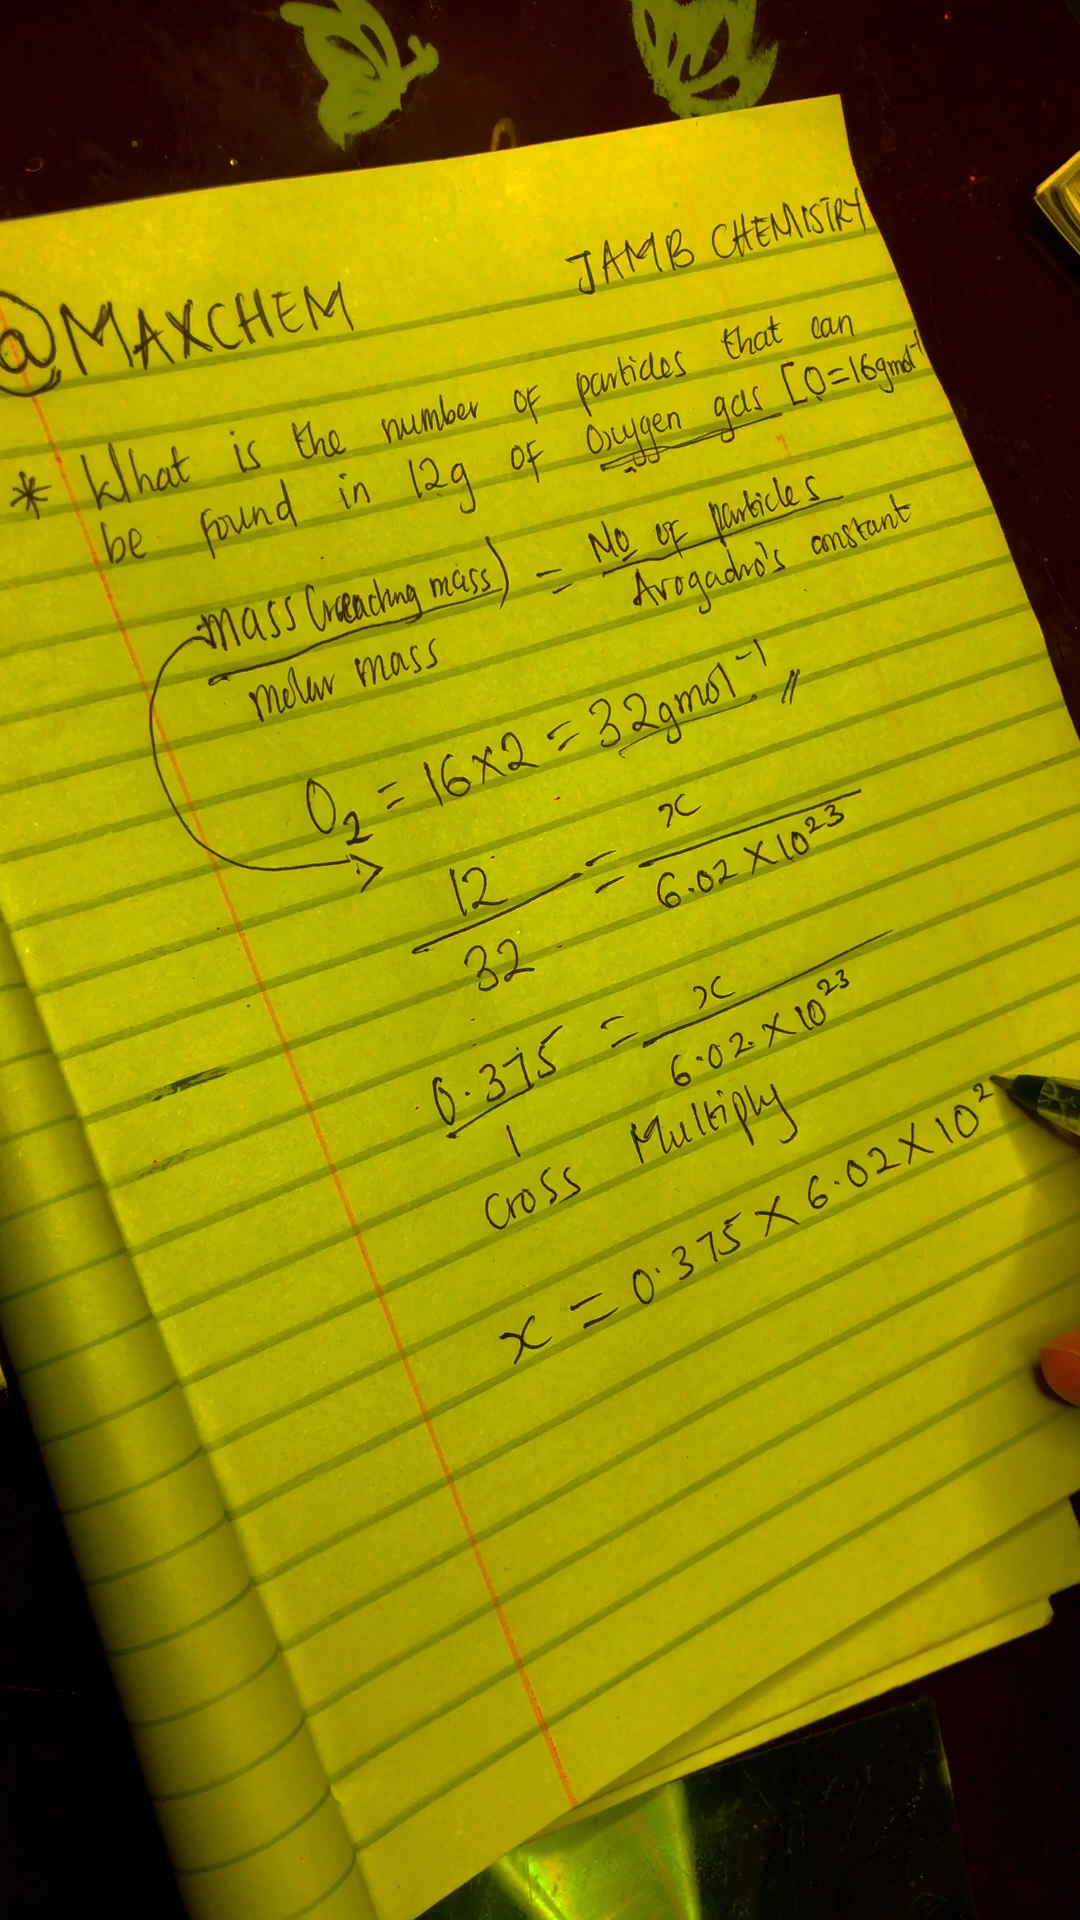 @MAXCHEM JAMB CHEMISTRY
* What is the number of particles that can
be found in 12g of Oxygen gas [O=16gmol⁻¹
mass (reacting mass) = No of particles
molar mass Avogadro's constant
O₂ = 16×2 = 32gmol⁻¹ //
12 = x
32 6.02×10²³
0.375 = x
1 6.02×10²³
Cross Multiply
x = 0.375 × 6.02×10²